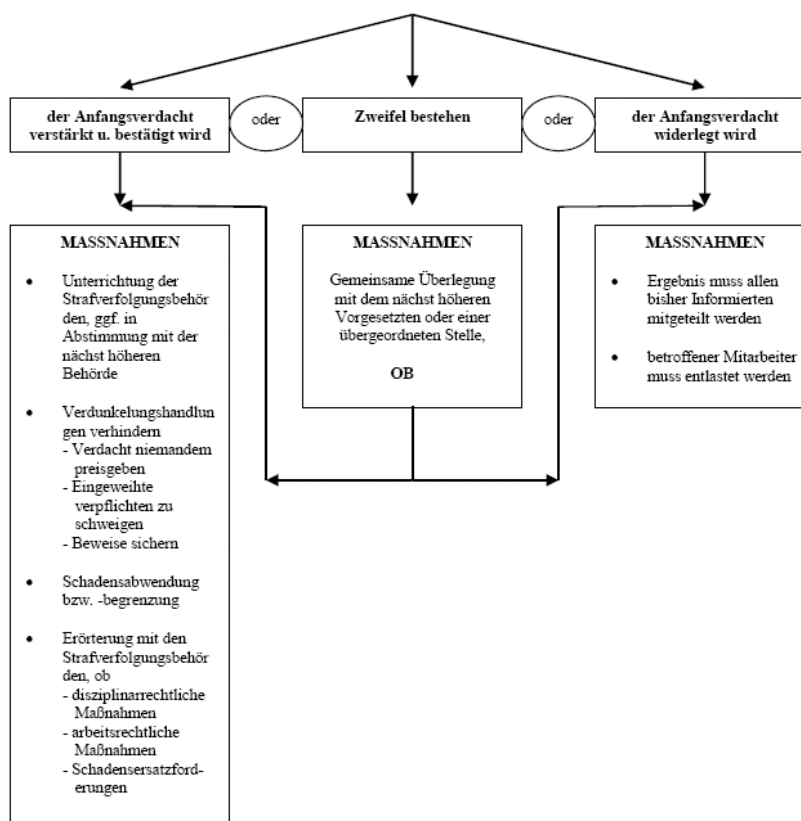 der Anfangsverdacht
verstärkt u. bestätigt wird
oder
Zweifel bestehen
oder
der Anfangsverdacht
widerlegt wird
MASSNAHMEN
• Unterrichtung der
Strafverfolgungsbehör
den, ggf. in
Abstimmung mit der
nächst höheren
Behörde
• Verdunkelungshandlu
ngen verhindern
- Verdacht niemandem
preisgeben
- Eingeweihte
verpflichten zu
schweigen
- Beweise sichern
• Schadensabwendung
bzw. -begrenzung
• Erörterung mit den
Strafverfolgungsbehör
den, ob
- disziplinarrechtliche
Maßnahmen
- arbeitsrechtliche
Maßnahmen
- Schadensersatzford-
erungen
MASSNAHMEN
Gemeinsame Überlegung
mit dem nächst höheren
Vorgesetzten oder einer
übergeordneten Stelle,
OB
MASSNAHMEN
• Ergebnis muss allen
bisher Informierten
mitgeteilt werden
• betroffener Mitarbeiter
muss entlastet werden